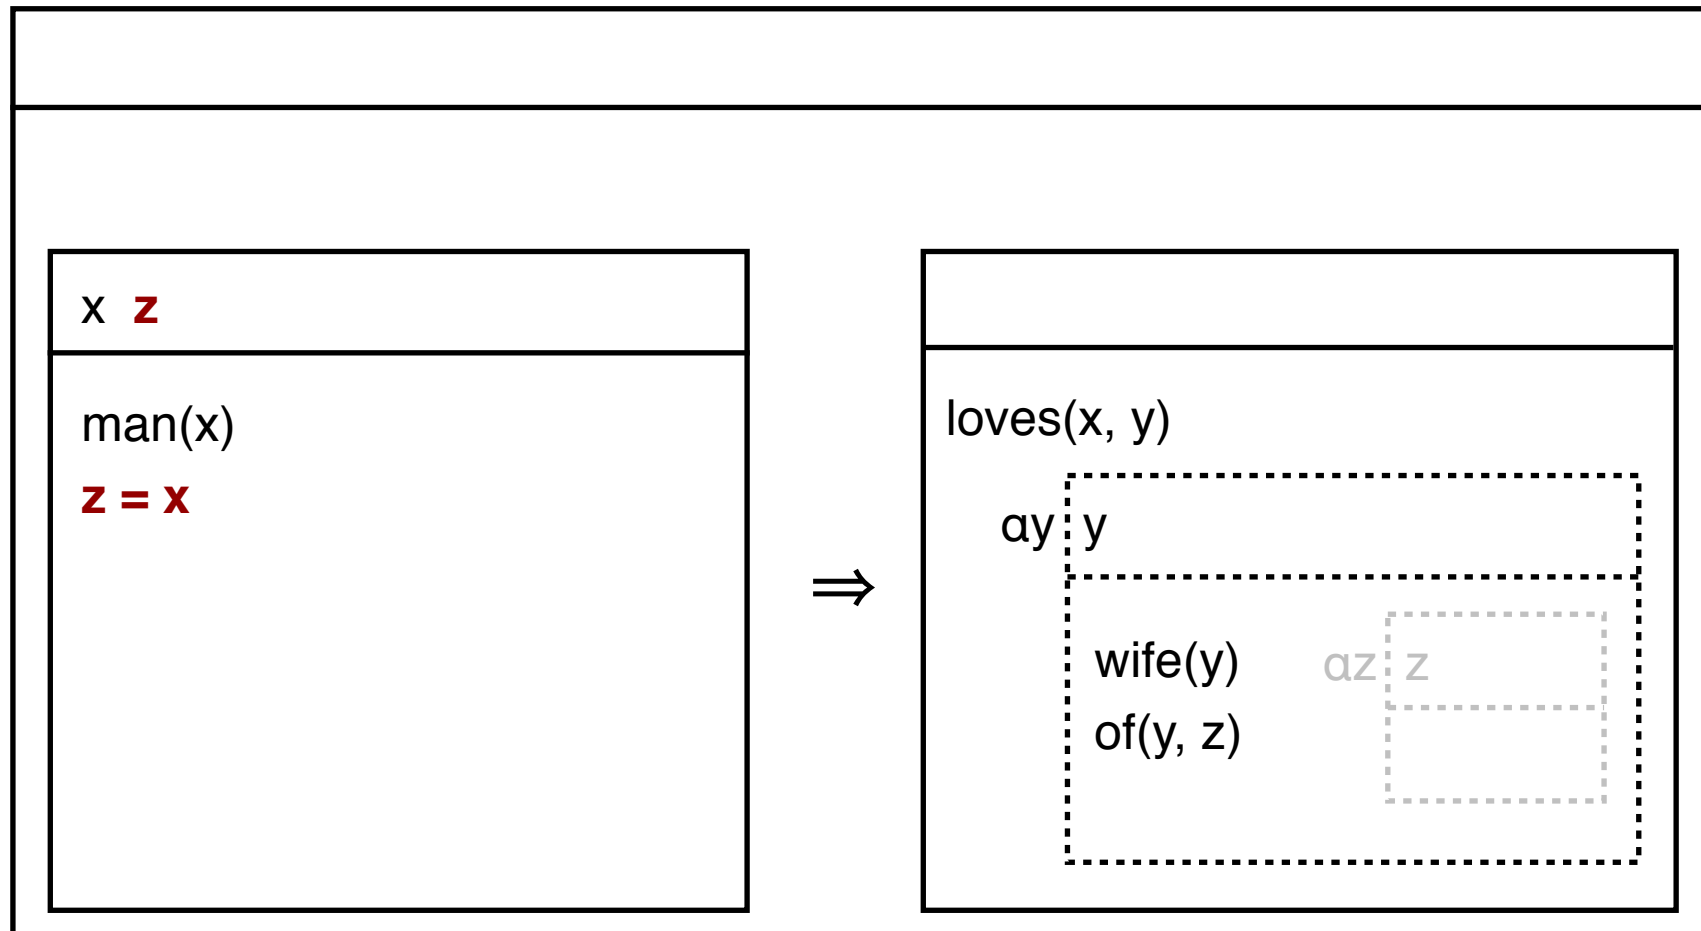 x z
man(x)
z = x
⇒
loves(x, y)
αy y
wife(y) αz z
of(y, z)